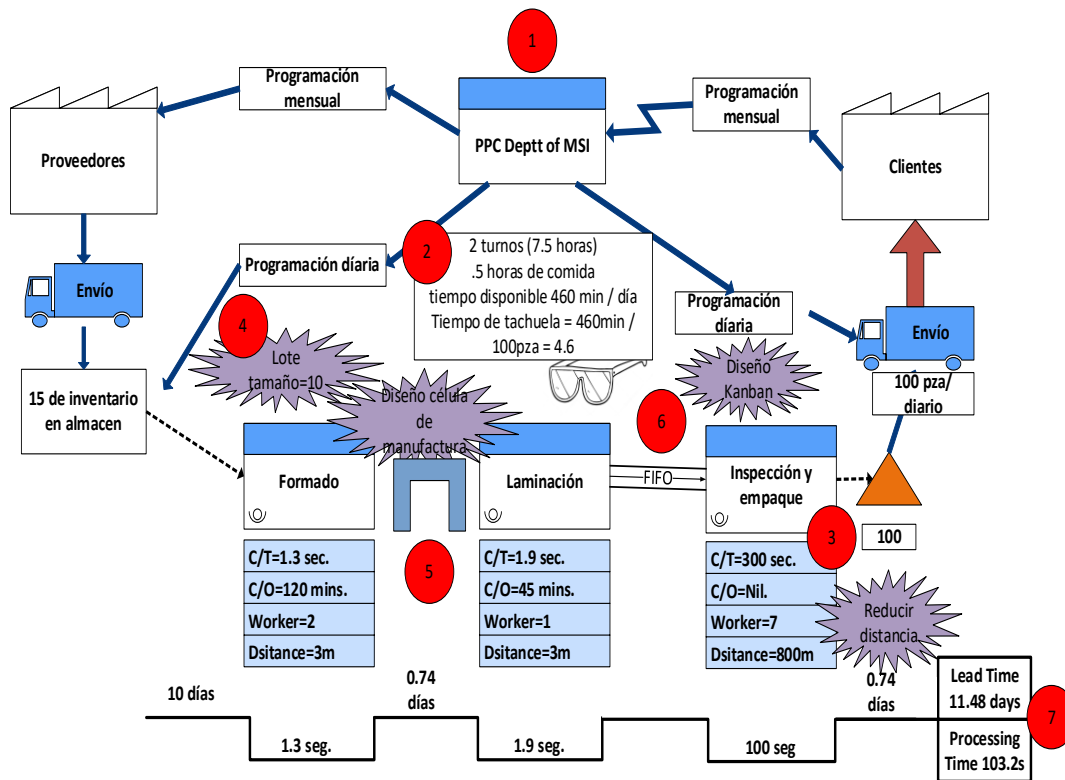 1
Programación
mensual
Programación
mensual
PPC Deptt of MSI
Proveedores
Clientes
2
2 turnos (7.5 horas)
.5 horas de comida
tiempo disponible 460 min / día
Tiempo de tachuela = 460min /
100pza = 4.6
Programación díaria
Envío
Programación
díaria
Envío
4
Lote
tamaño=10
Diseño
Kanban
100 pza/
diario
15 de inventario
en almacen
Diseño célula
de
manufactura
6
Formado
Laminación
FIFO
Inspección y
empaque
3
100
5
C/T=1.3 sec.
C/O=120 mins.
Worker=2
Dsitance=3m
C/T=1.9 sec.
C/O=45 mins.
Worker=1
Dsitance=3m
C/T=300 sec.
C/O=Nil.
Worker=7
Dsitance=800m
Reducir
distancia
10 días
0.74
días
0.74
días
Lead Time
11.48 days
7
1.3 seg.
1.9 seg.
100 seg
Processing
Time 103.2s